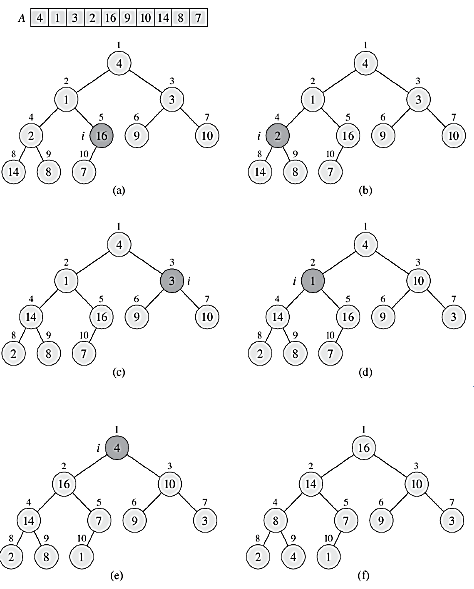 A 4 1 3 2 16 9 10 14 8 7
1 1
4 4
2 3 2 3
1 3 1 3
4 5 6 7 4 5 6 7
2 i 16 9 10 i 2 16 9 10
8 9 10 8 9 10
14 8 7 14 8 7
(a) (b)
1 1
4 4
2 3 2 3
1 3 i i 1 10
4 5 6 7 4 5 6 7
14 16 9 10 14 16 9 3
8 9 10 8 9 10
2 8 7 2 8 7
(c) (d)
1 1
i 4 16
2 3 2 3
16 10 14 10
4 5 6 7 4 5 6 7
14 7 9 3 8 7 9 3
8 9 10 8 9 10
2 8 1 2 4 1
(e) (f)